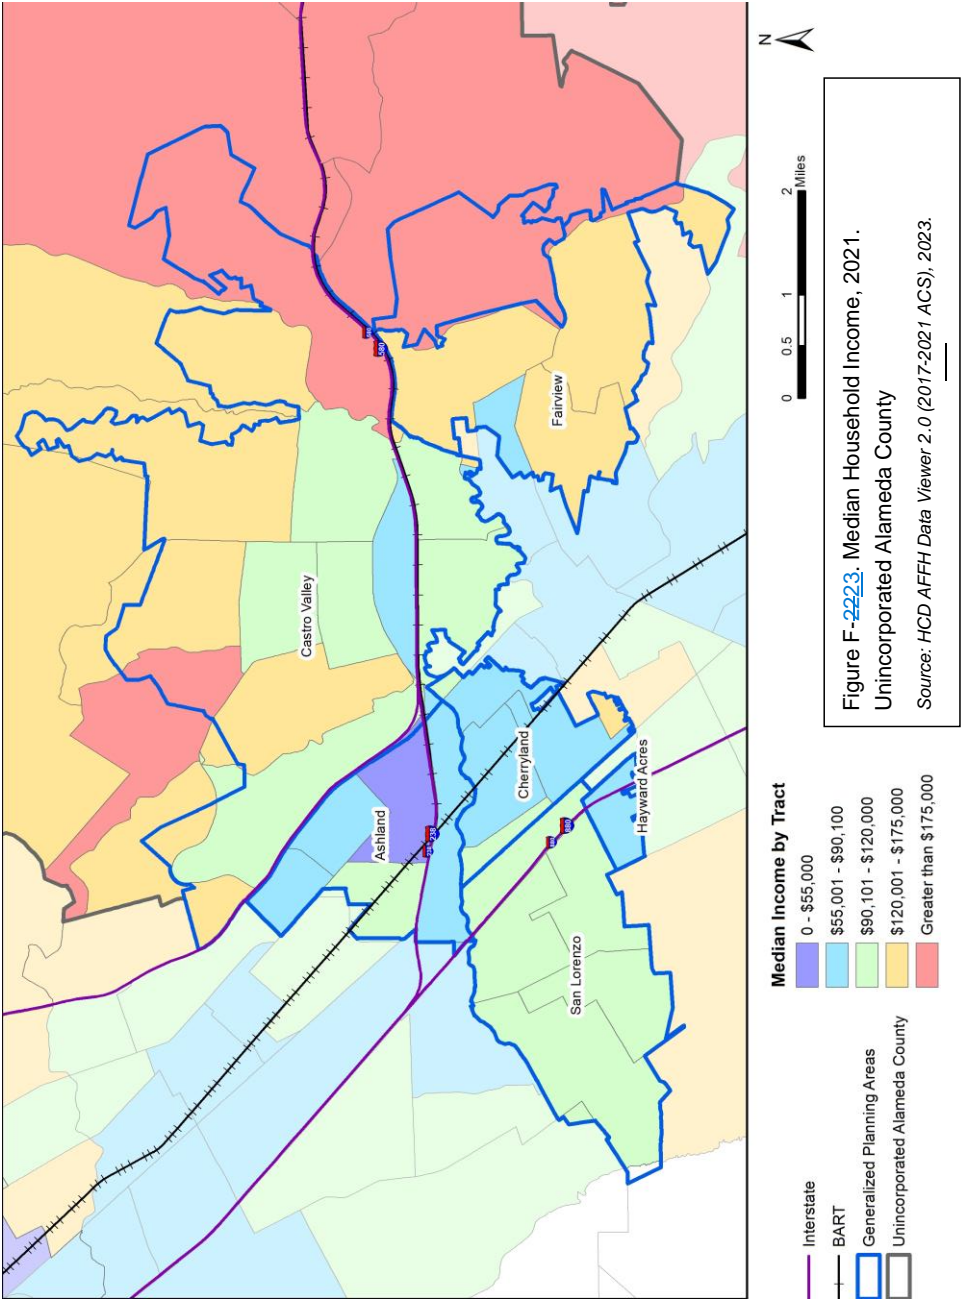 N
Castro Valley
Fairview
Ashland
Cherryland
Hayward Acres
San Lorenzo
580
238
880
0 0.5 1 2
Miles
Interstate
BART
Generalized Planning Areas
Unincorporated Alameda County
Median Income by Tract
0 - $55,000
$55,001 - $90,100
$90,101 - $120,000
$120,001 - $175,000
Greater than $175,000
Figure F-2223. Median Household Income, 2021.
Unincorporated Alameda County
Source: HCD AFFH Data Viewer 2.0 (2017-2021 ACS), 2023.